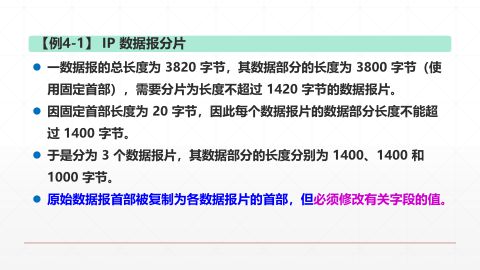 【例4-1】 IP 数据报分片
一数据报的总长度为 3820 字节，其数据部分的长度为 3800 字节（使
用固定首部），需要分片为长度不超过 1420 字节的数据报片。
因固定首部长度为 20 字节，因此每个数据报片的数据部分长度不能超
过 1400 字节。
于是分为 3 个数据报片，其数据部分的长度分别为 1400、1400 和
1000 字节。
原始数据报首部被复制为各数据报片的首部，但必须修改有关字段的值。